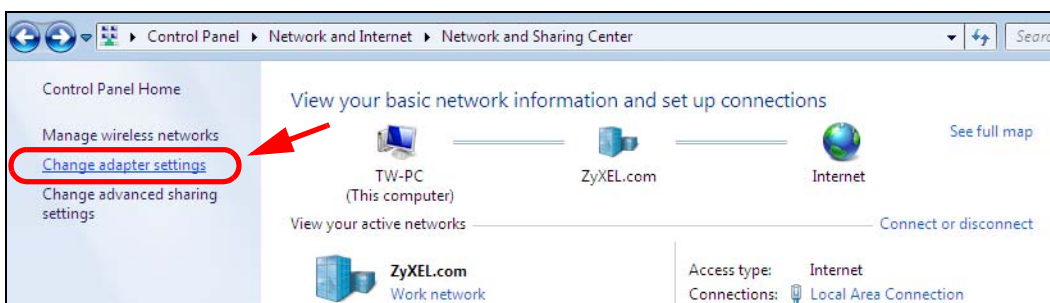 Control Panel Network and Internet Network and Sharing Center
Control Panel Home
Manage wireless networks
Change adapter settings
Change advanced sharing
settings
View your basic network information and set up connections
See full map
TW-PC
(This computer)
ZyXEL.com
Internet
View your active networks
Connect or disconnect
ZyXEL.com
Work network
Access type: Internet
Connections: Local Area Connection